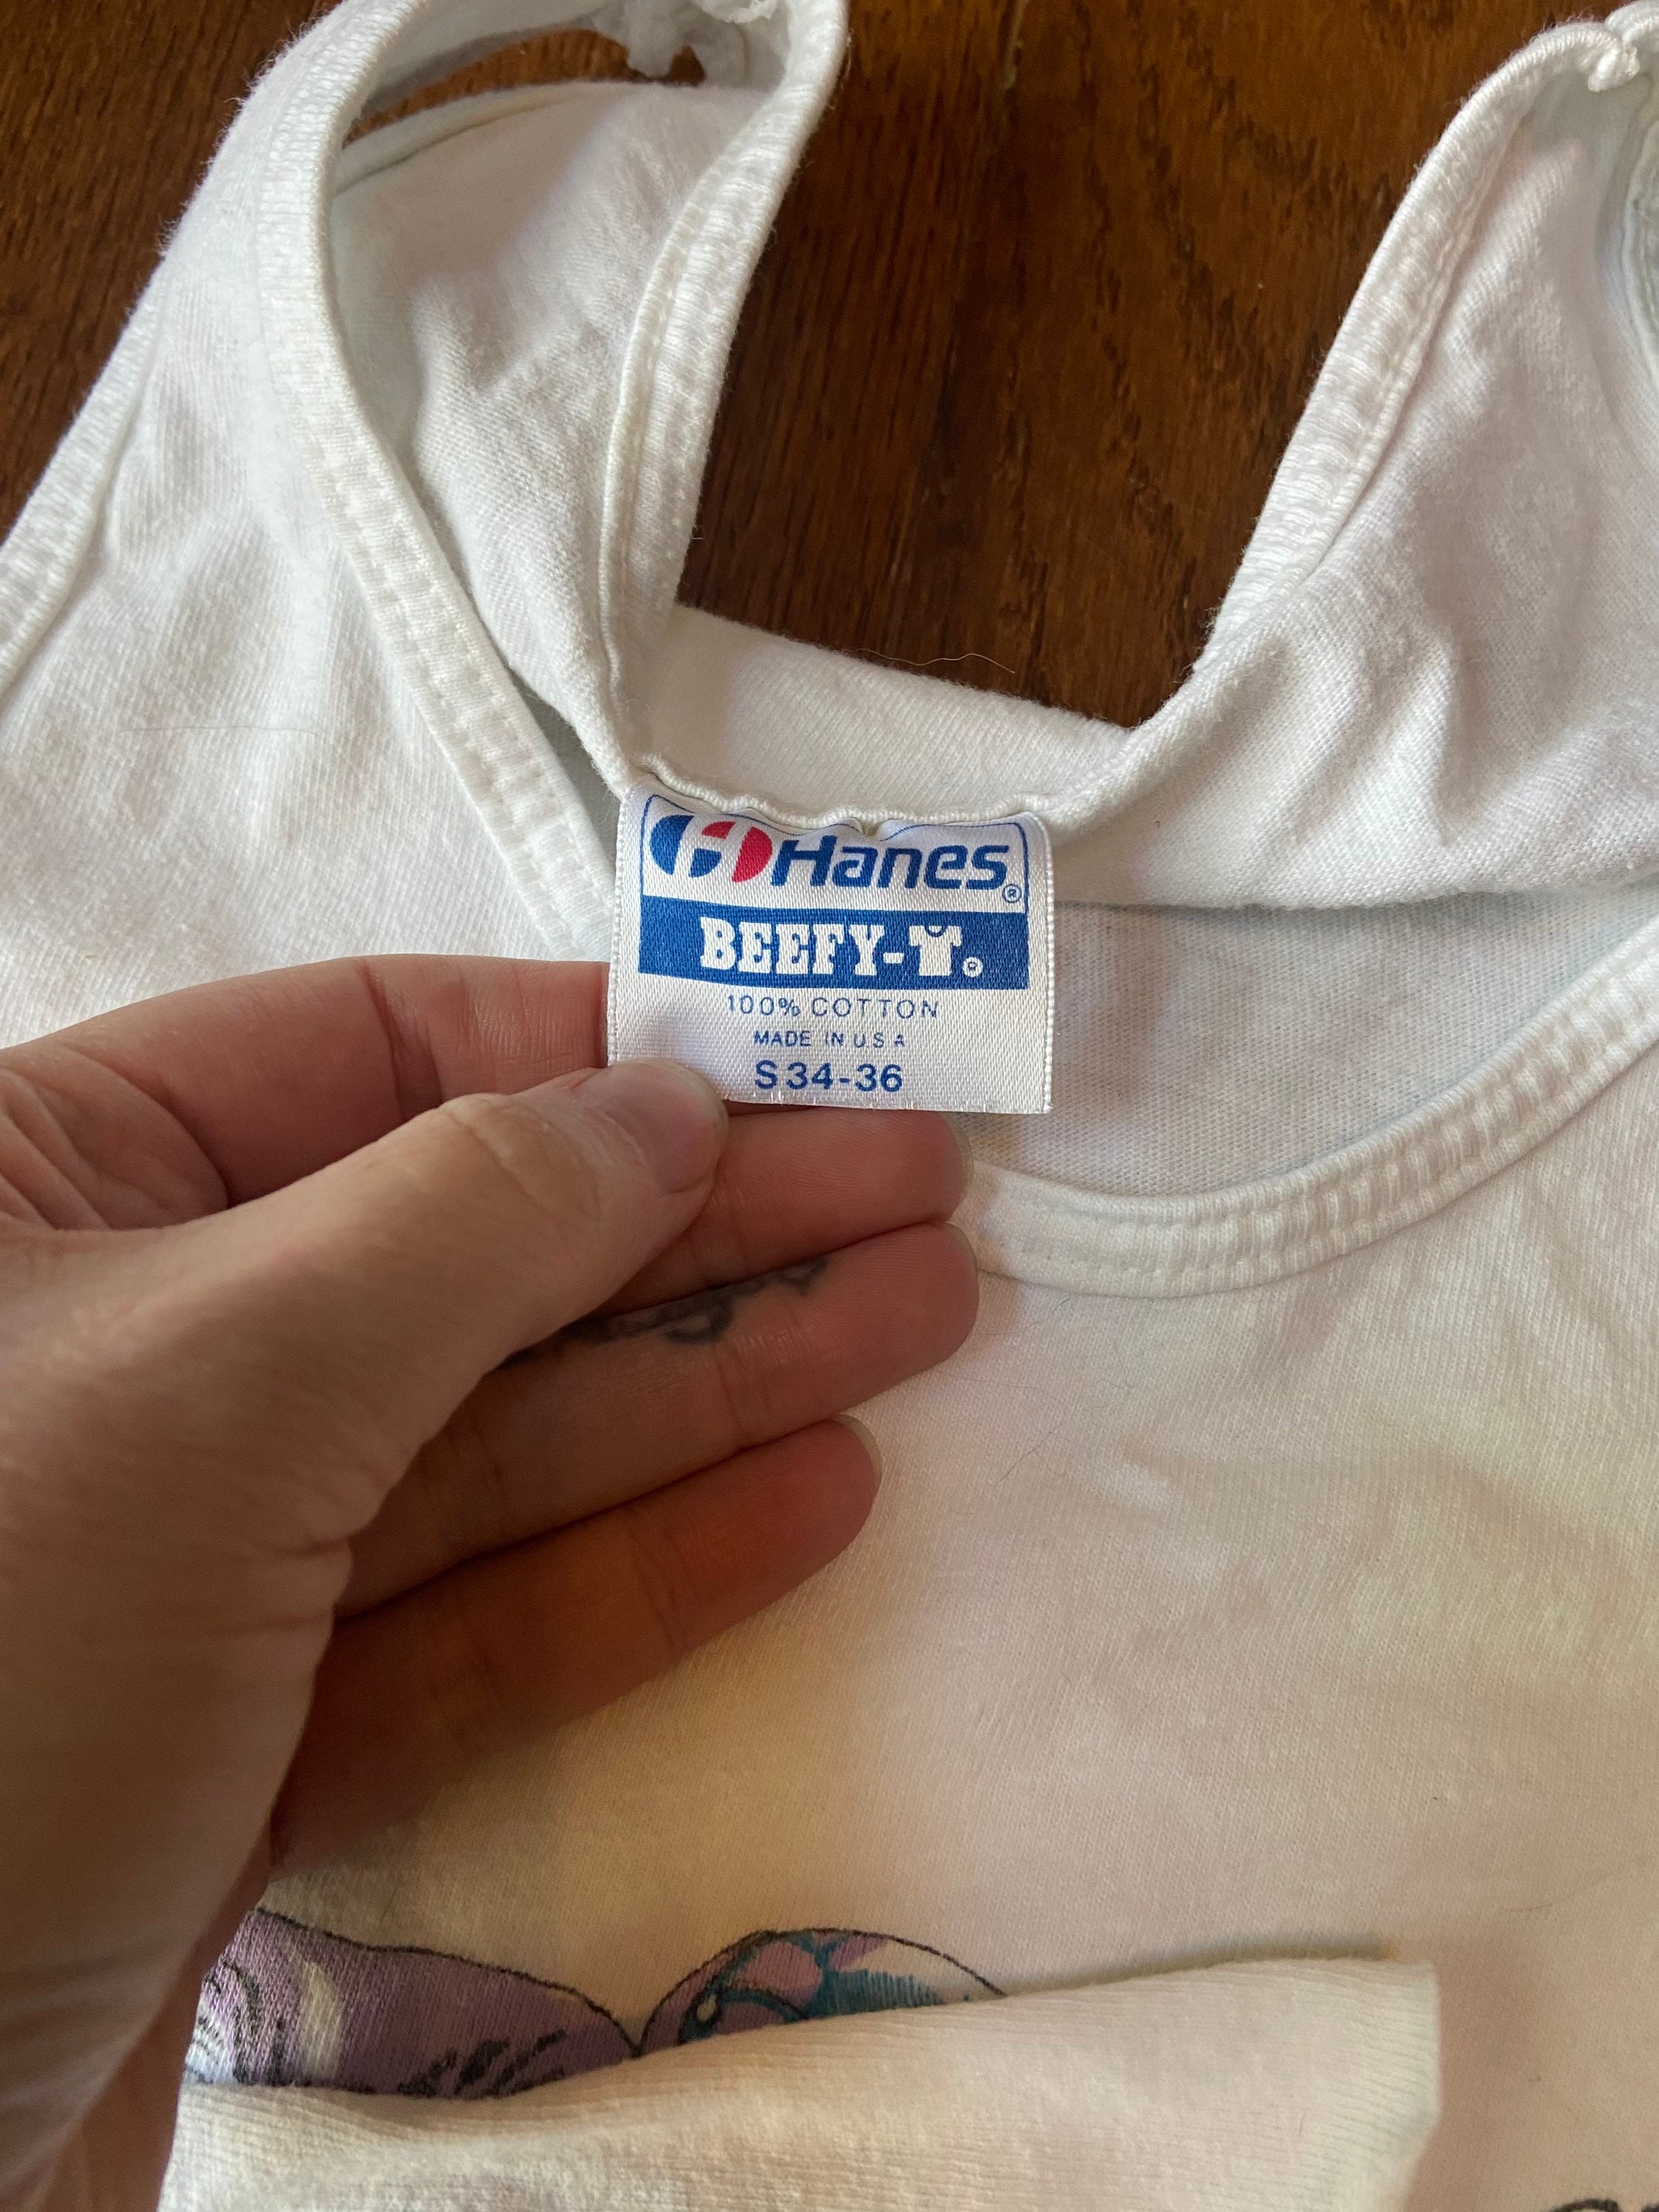 Hanes®
BEEFY-T®
100% COTTON
MADE IN U S A
S 34-36